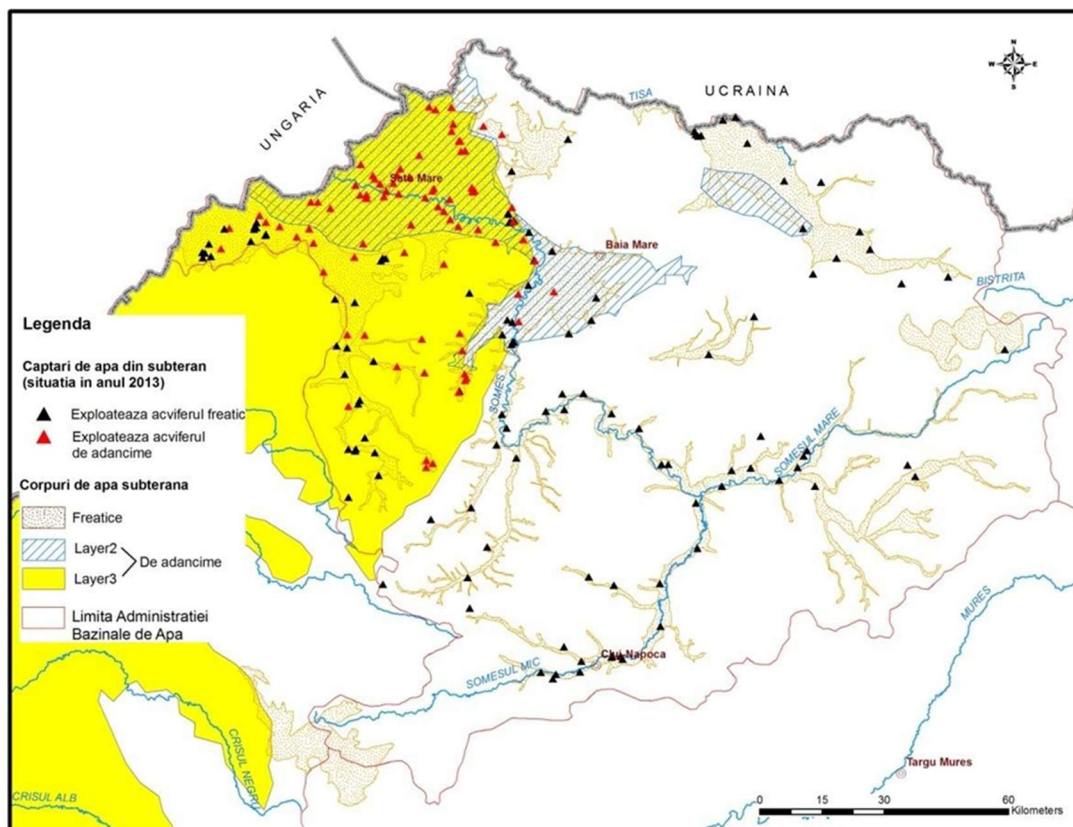 N
W E
S
UCRAINA
TISA
UNGARIA
Satu Mare
Baia Mare
BISTRITA
Legenda
Captari de apa din subteran
(situatia in anul 2013)
Exploateaza acviferul freatic
Exploateaza acviferul
de adancime
Corpuri de apa subterana
Freatice
Layer2
De adancime
Layer3
Limita Administratiei
Bazinale de Apa
SOMES
SOMESUL MARE
MURES
Cluj-Napoca
SOMESUL MIC
CRISUL NEGRU
Targu Mures
CRISUL ALB
0 15 30 60
Kilometers